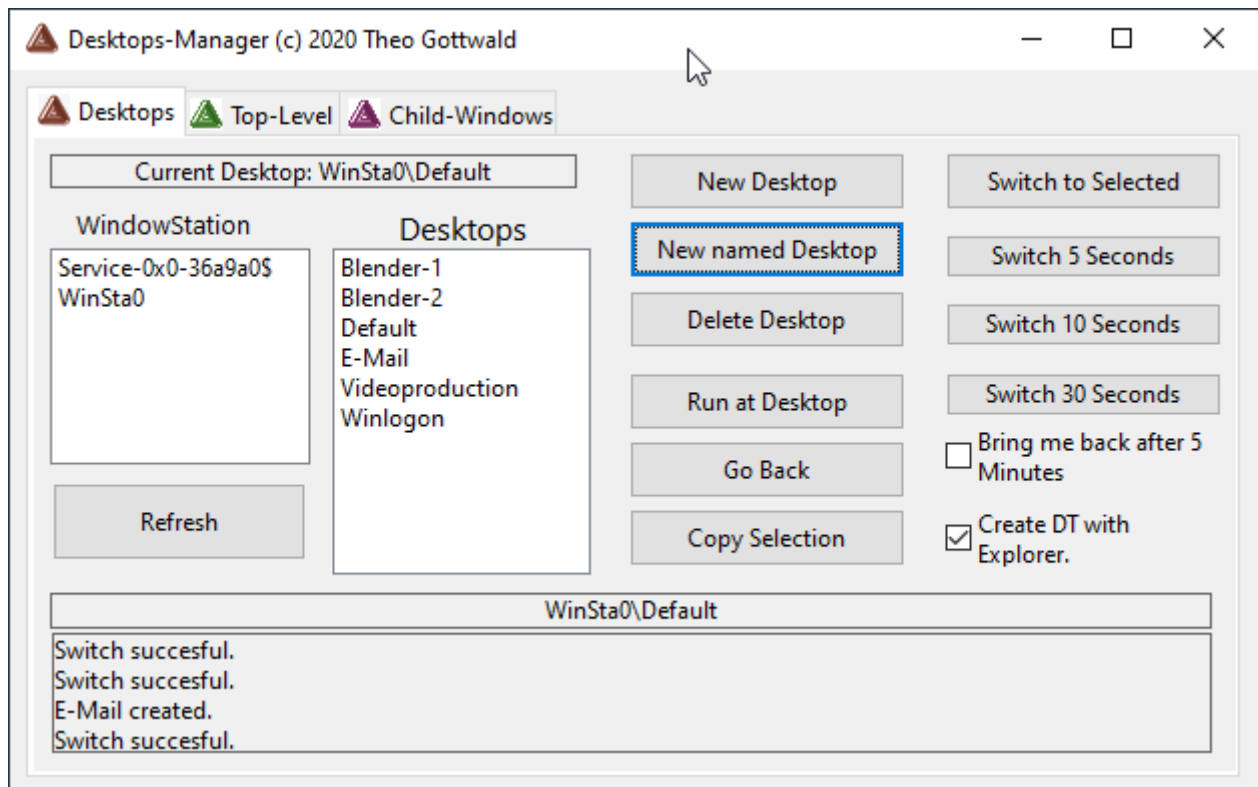 Desktops-Manager (c) 2020 Theo Gottwald
Desktops
Top-Level
Child-Windows
Current Desktop: WinSta0\Default
WindowStation
Service-0x0-36a9a0$
WinSta0
Refresh
Desktops
Blender-1
Blender-2
Default
E-Mail
Videoproduction
Winlogon
New Desktop
New named Desktop
Delete Desktop
Run at Desktop
Go Back
Copy Selection
Switch to Selected
Switch 5 Seconds
Switch 10 Seconds
Switch 30 Seconds
Bring me back after 5
Minutes
Create DT with
Explorer.
WinSta0\Default
Switch succesful.
Switch succesful.
E-Mail created.
Switch succesful.